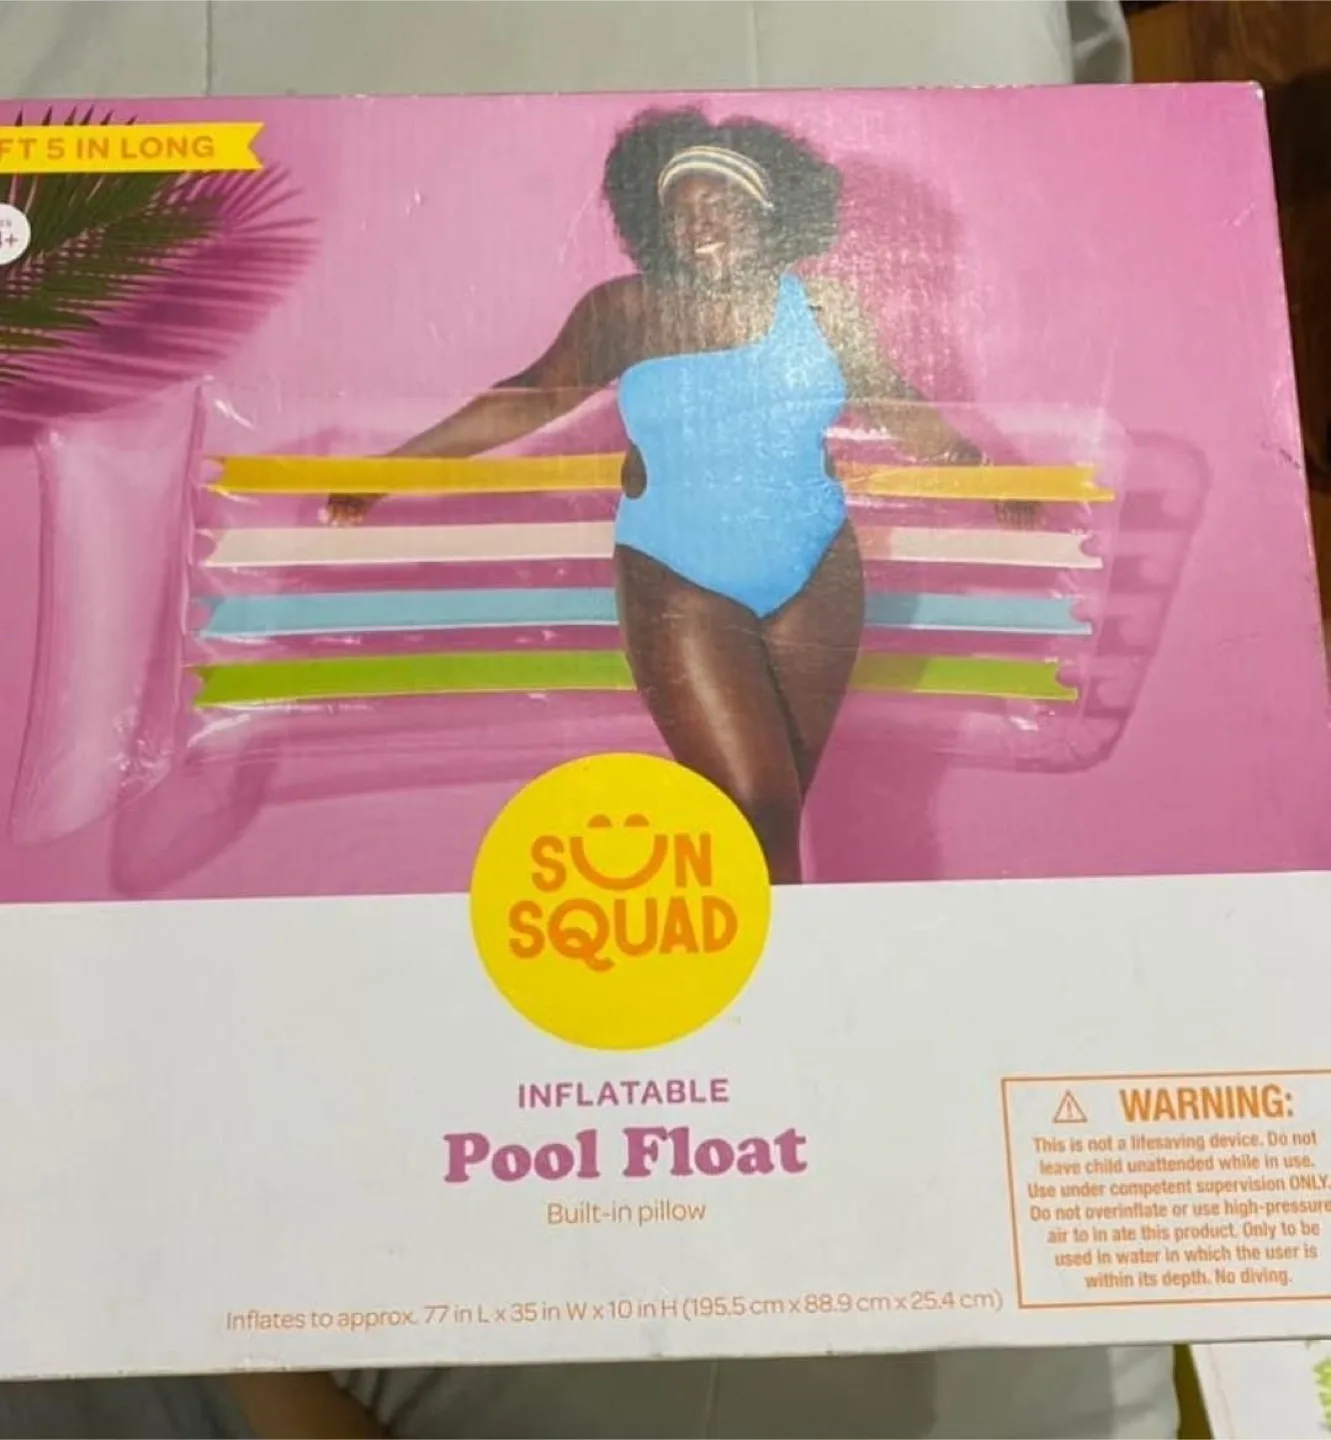 FT 5 IN LONG
4+
SUN
SQUAD
INFLATABLE
Pool Float
Built-in pillow
Inflates to approx. 77 in L x 35 in W x 10 in H (195.5 cm x 88.9 cm x 25.4 cm)
WARNING:
This is not a lifesaving device. Do not
leave child unattended while in use.
Use under competent supervision ONLY.
Do not overinflate or use high-pressure
air to in ate this product. Only to be
used in water in which the user is
within its depth. No diving.